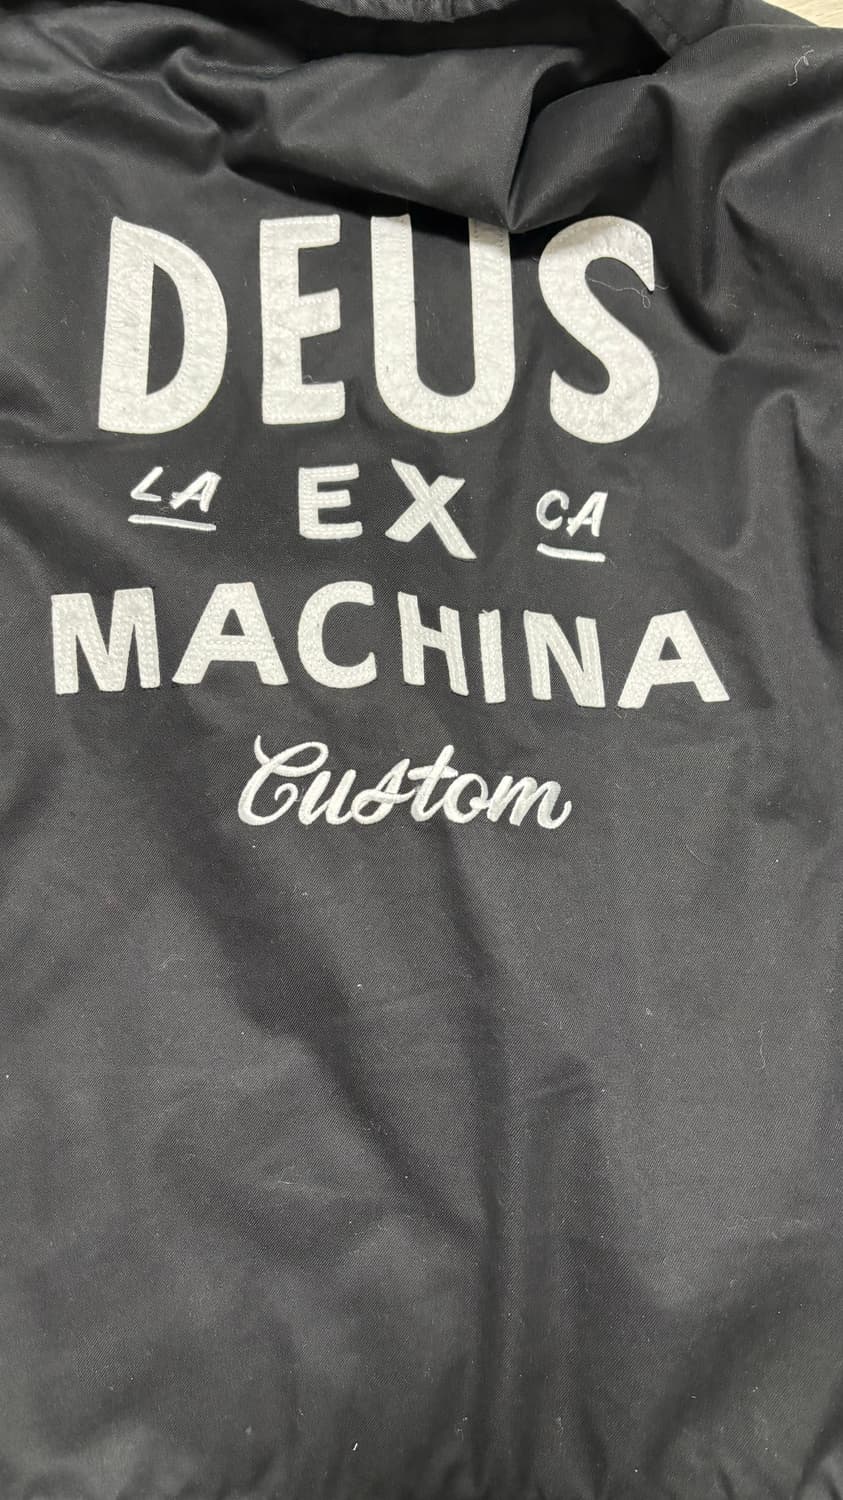 DEUS
LA EX CA
MACHINA
Custom